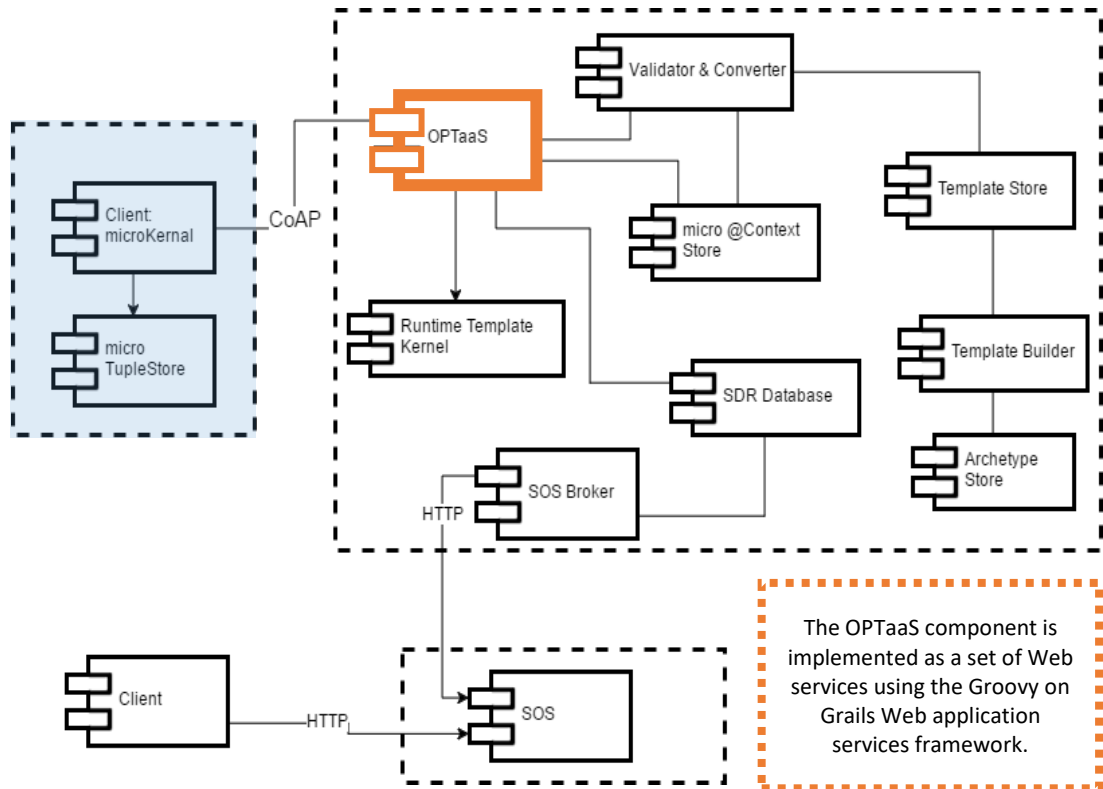 Validator & Converter
OPTaaS
Template Store
Client:
microKernal
CoAP
micro @Context
Store
Runtime Template
Kernel
micro
TupleStore
Template Builder
SDR Database
Archetype
Store
SOS Broker
HTTP
The OPTaaS component is
implemented as a set of Web
services using the Groovy on
Grails Web application
services framework.
Client
SOS
HTTP